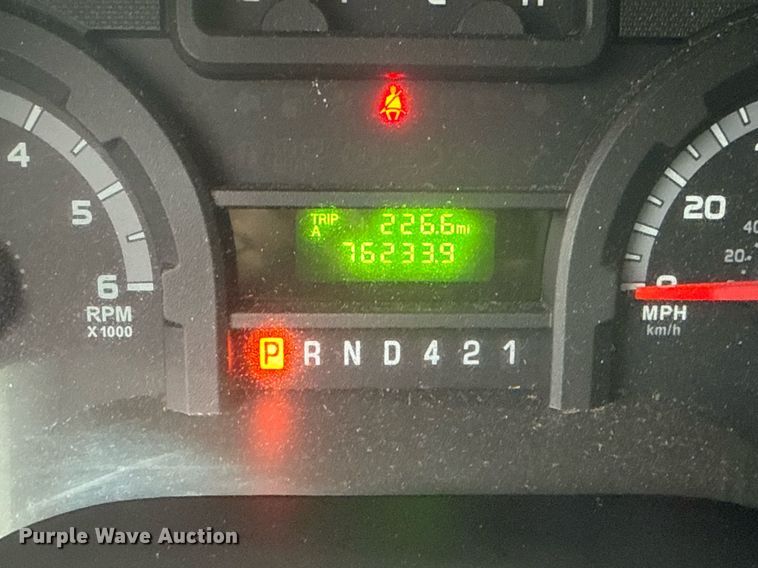 4
5
6
RPM
X1000
TRIP
A
226.6mi
76233.9
P R N D 4 2 1
20
20
0
MPH
km/h
Purple Wave Auction